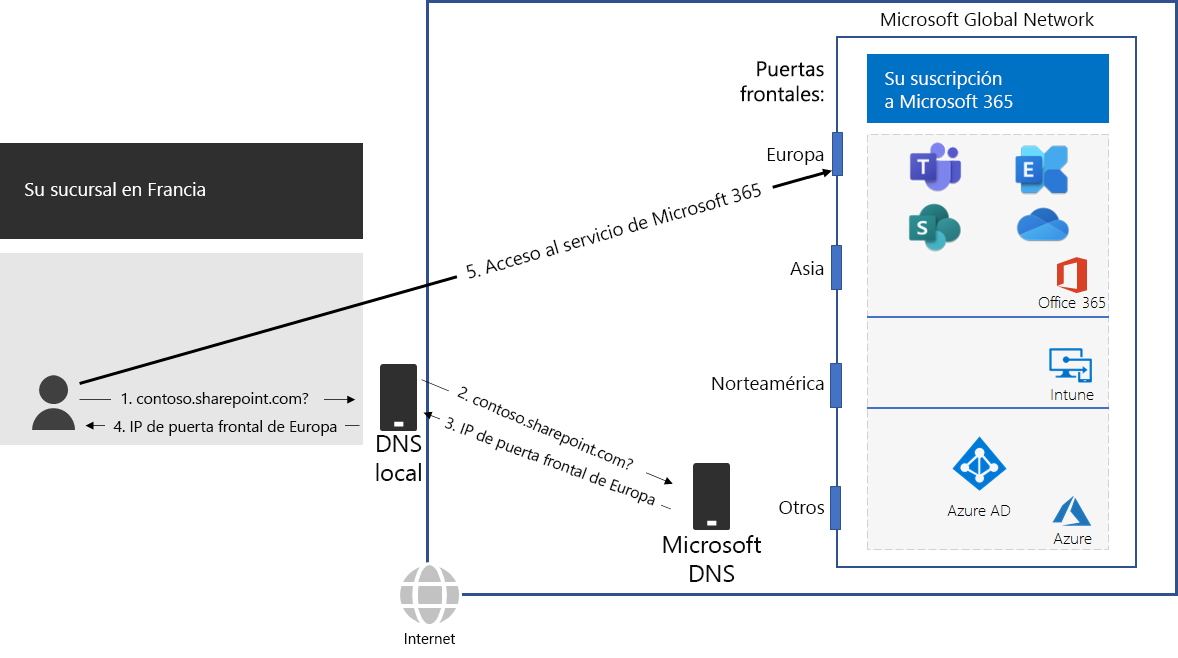 Microsoft Global Network
Puertas
frontales:
Su suscripción
a Microsoft 365
Europa
Su sucursal en Francia
5. Acceso al servicio de Microsoft 365
T
E
S
Asia
Office 365
Norteamérica
Intune
1. contoso.sharepoint.com?
4. IP de puerta frontal de Europa
DNS
local
2. contoso.sharepoint.com?
3. IP de puerta frontal de Europa
Otros
Azure AD
Azure
Microsoft
DNS
Internet